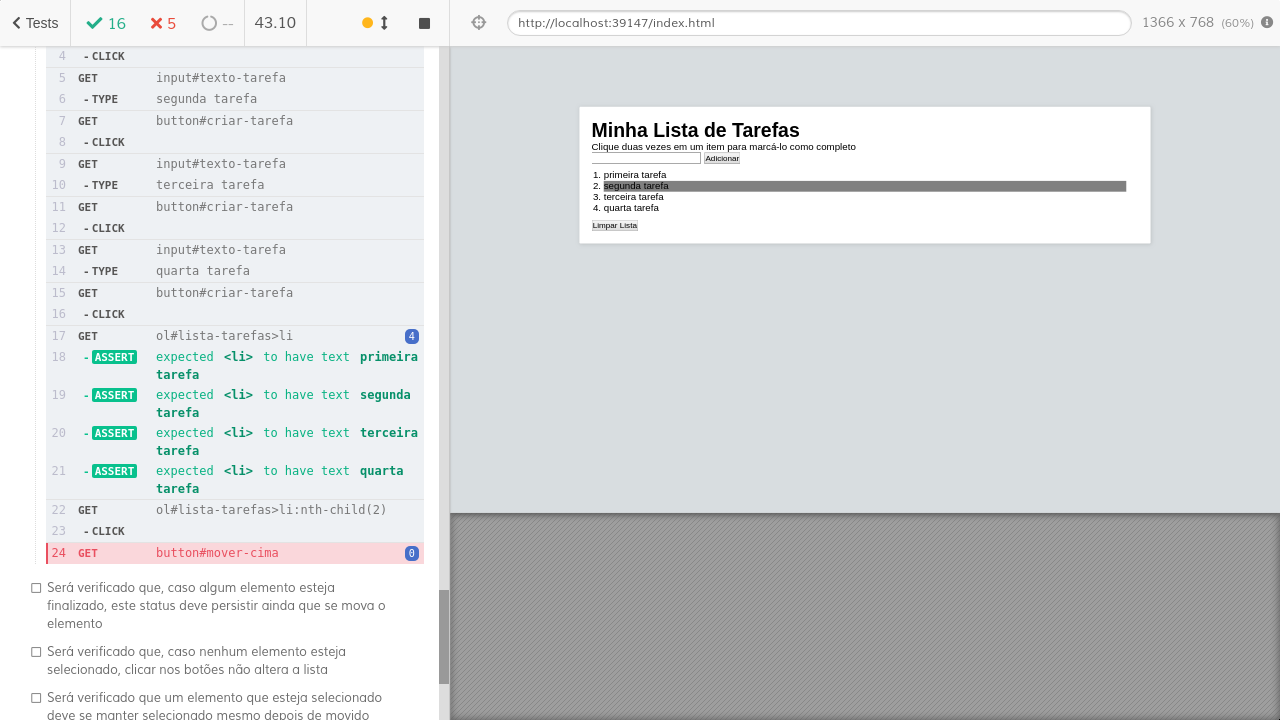 Tests
16
5
--
43.10
http://localhost:39147/index.html
1366 x 768 (60%)
4 - CLICK
5 GET input#texto-tarefa
6 - TYPE segunda tarefa
7 GET button#criar-tarefa
8 - CLICK
9 GET input#texto-tarefa
10 - TYPE terceira tarefa
11 GET button#criar-tarefa
12 - CLICK
13 GET input#texto-tarefa
14 - TYPE quarta tarefa
15 GET button#criar-tarefa
16 - CLICK
17 GET ol#lista-tarefas>li 4
18 - ASSERT expected <li> to have text primeira
tarefa
19 - ASSERT expected <li> to have text segunda
tarefa
20 - ASSERT expected <li> to have text terceira
tarefa
21 - ASSERT expected <li> to have text quarta
tarefa
22 GET ol#lista-tarefas>li:nth-child(2)
23 - CLICK
24 GET button#mover-cima 0
Será verificado que, caso algum elemento esteja
finalizado, este status deve persistir ainda que se mova o
elemento
Será verificado que, caso nenhum elemento esteja
selecionado, clicar nos botões não altera a lista
Será verificado que um elemento que esteja selecionado
deve se manter selecionado mesmo depois de movido
Minha Lista de Tarefas
Clique duas vezes em um item para marcá-lo como completo
Adicionar
1. primeira tarefa
2. segunda tarefa
3. terceira tarefa
4. quarta tarefa
Limpar Lista